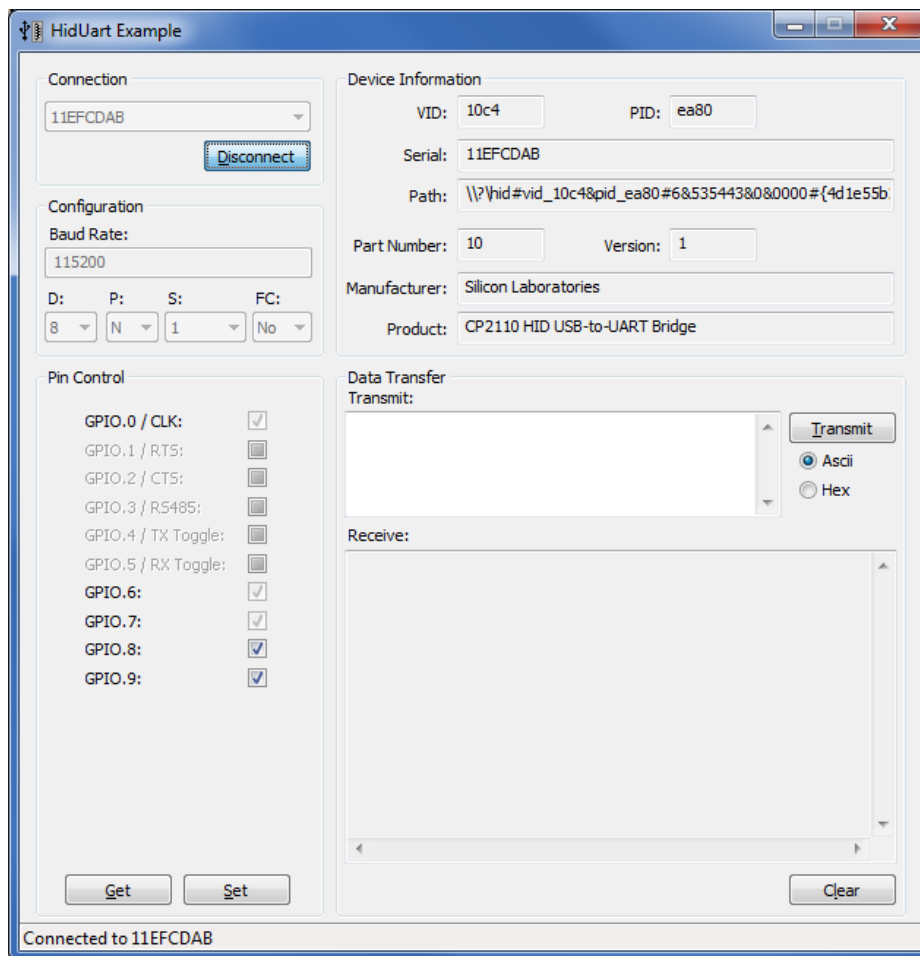 HidUart Example
Connection
11EFCDAB
Disconnect
Configuration
Baud Rate:
115200
D: P: S: FC:
8 N 1 No
Device Information
VID: 10c4 PID: ea80
Serial: 11EFCDAB
Path: \\?\hid#vid_10c4&pid_ea80#6&535443&0&0000#{4d1e55b
Part Number: 10 Version: 1
Manufacturer: Silicon Laboratories
Product: CP2110 HID USB-to-UART Bridge
Pin Control
GPIO.0 / CLK:
GPIO.1 / RTS:
GPIO.2 / CTS:
GPIO.3 / RS485:
GPIO.4 / TX Toggle:
GPIO.5 / RX Toggle:
GPIO.6:
GPIO.7:
GPIO.8:
GPIO.9:
Get Set
Data Transfer
Transmit:
Transmit
Ascii
Hex
Receive:
Clear
Connected to 11EFCDAB